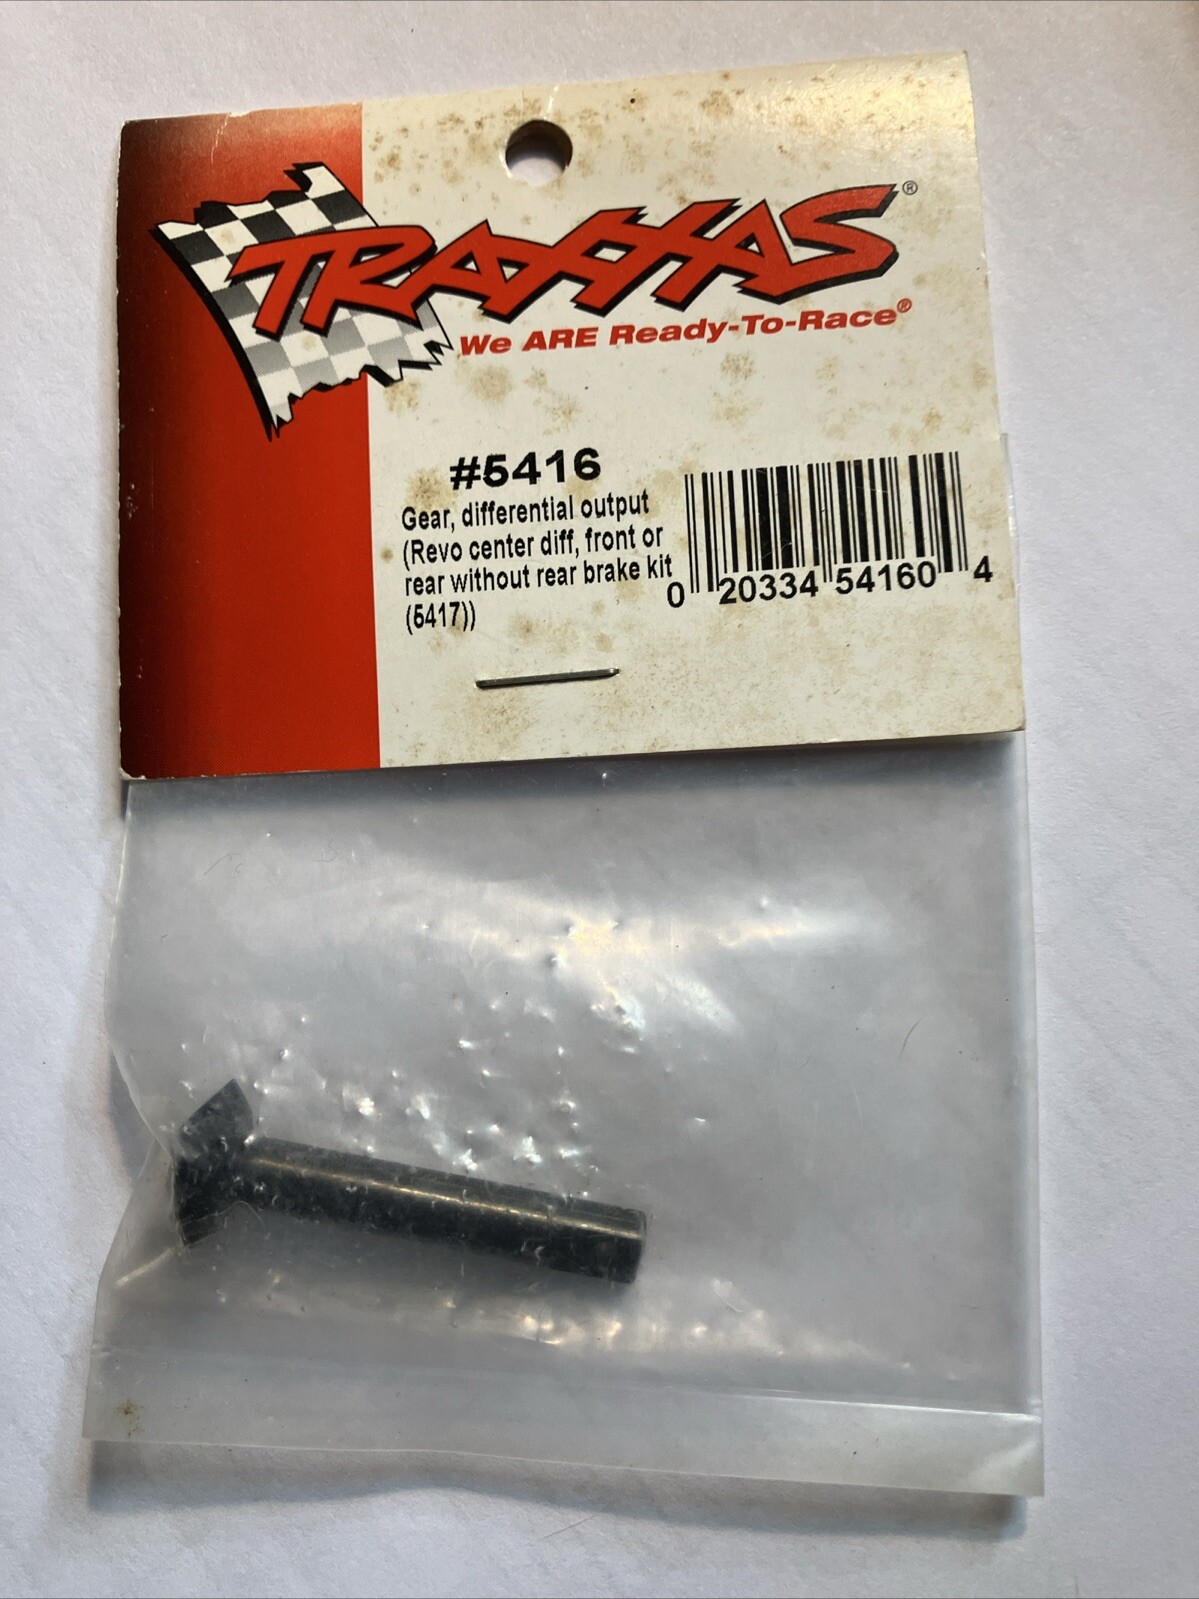 TRAXXAS®
We ARE Ready-To-Race®
#5416
Gear, differential output
(Revo center diff, front or
rear without rear brake kit
(5417))
0 20334 54160 4